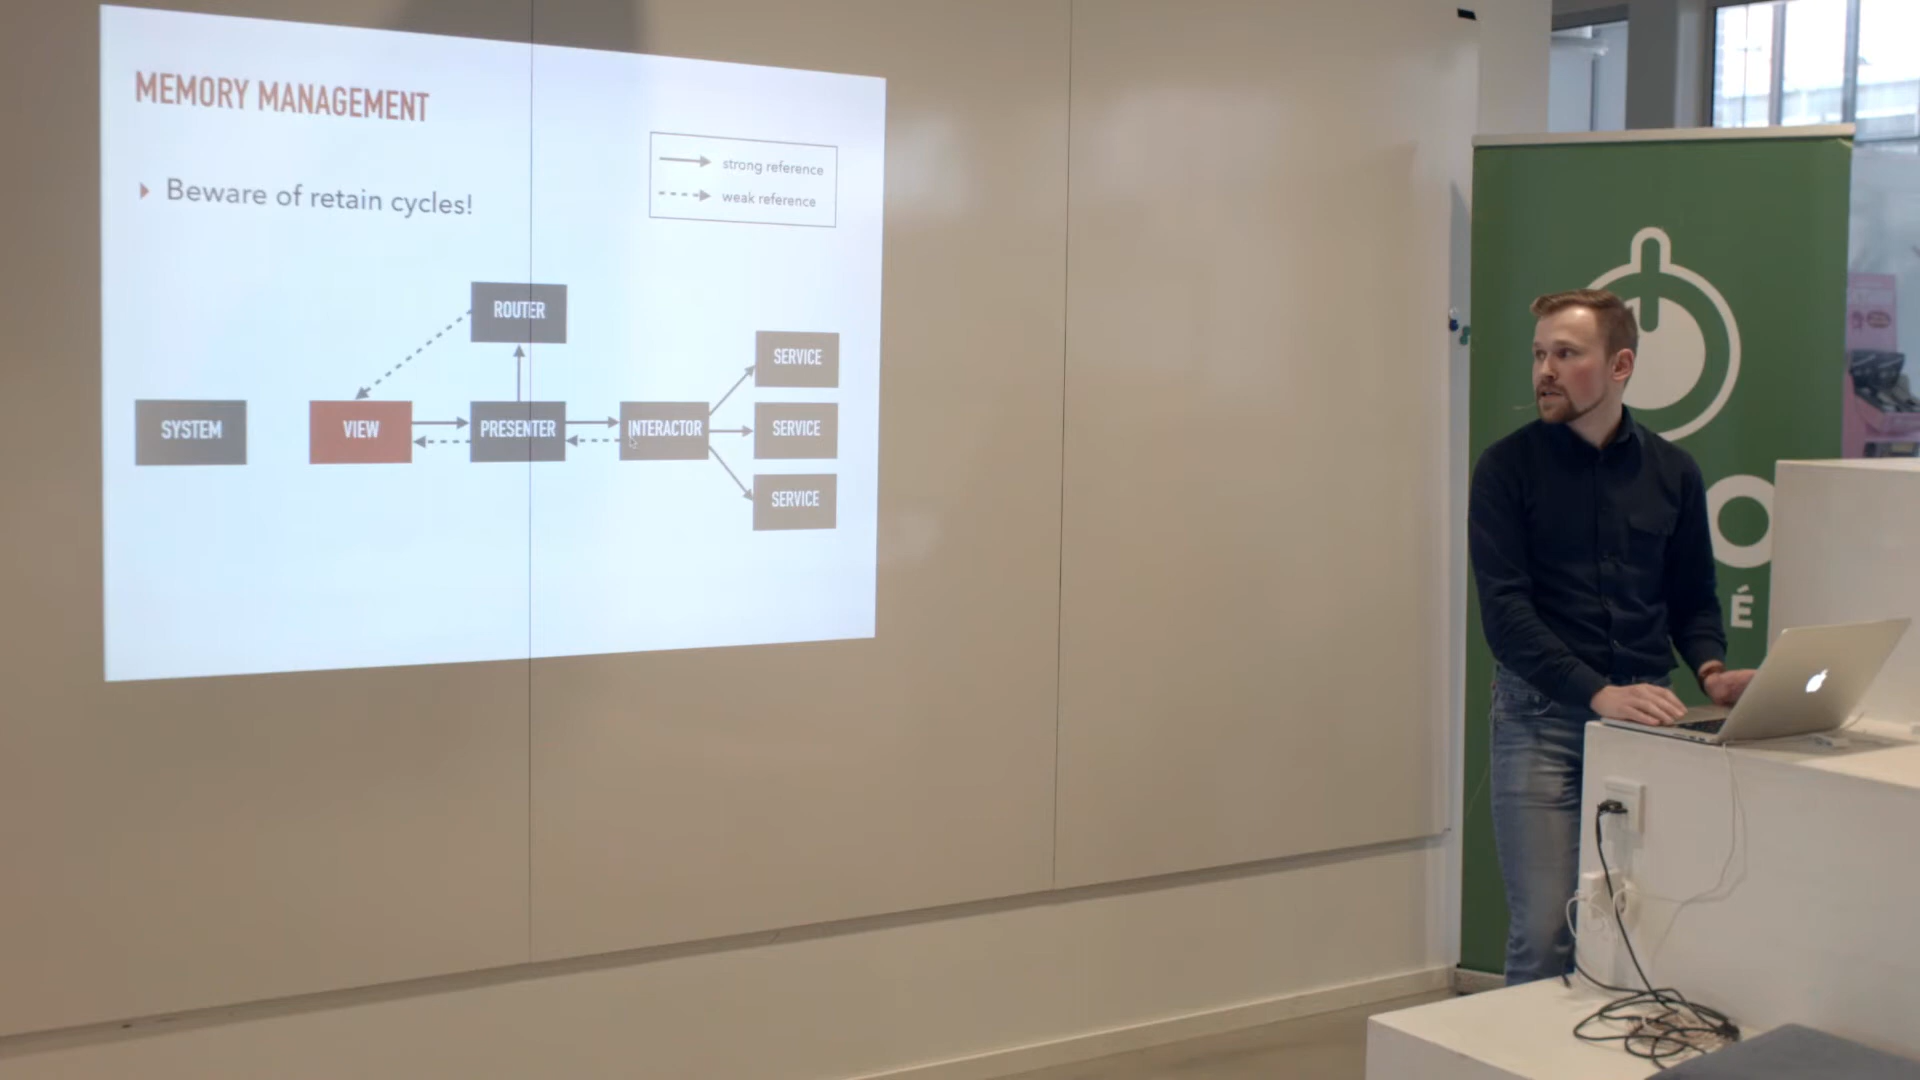 MEMORY MANAGEMENT
Beware of retain cycles!
strong reference
weak reference
ROUTER
SERVICE
SYSTEM
VIEW
PRESENTER
INTERACTOR
SERVICE
SERVICE
O
É